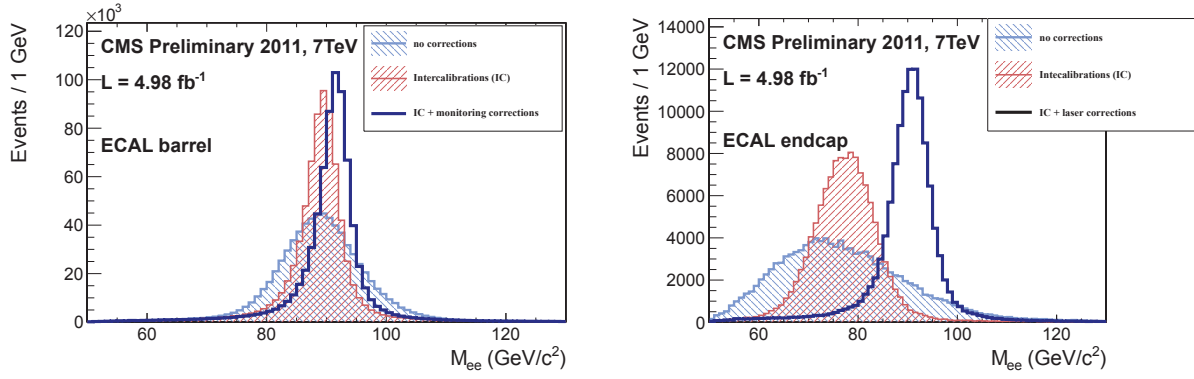 ×10³
120
100
80
60
40
20
0
Events / 1 GeV
CMS Preliminary 2011, 7TeV
L = 4.98 fb⁻¹
ECAL barrel
no corrections
Intercalibrations (IC)
IC + monitoring corrections
60
80
100
120
M_ee (GeV/c²)
14000
12000
10000
8000
6000
4000
2000
0
Events / 1 GeV
CMS Preliminary 2011, 7TeV
L = 4.98 fb⁻¹
ECAL endcap
no corrections
Intecalibrations (IC)
IC + laser corrections
60
80
100
120
M_ee (GeV/c²)